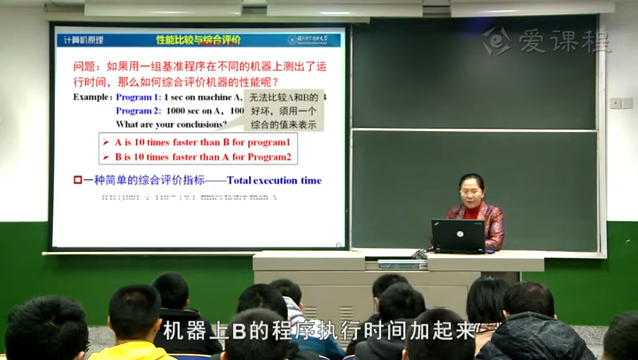 计算机原理
性能比较与综合评价
爱课程
问题：如果用一组基准程序在不同的机器上测出了运
行时间，那么如何综合评价机器的性能呢？
Example: Program 1: 1 sec on machine A,
无法比较A和B的
好坏，须用一个
综合的值来表示
Program 2: 1000 sec on A, 100
What are your conclusions?
➢ A is 10 times faster than B for program1
➢ B is 10 times faster than A for Program2
一种简单的综合评价指标——Total execution time
机器上B的程序执行时间加起来